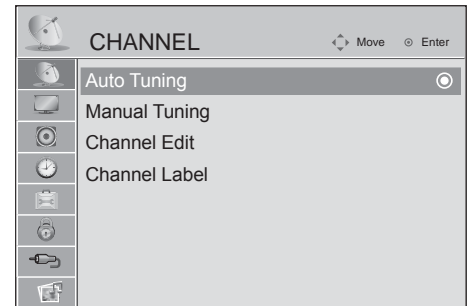 CHANNEL
Move Enter
Auto Tuning
Manual Tuning
Channel Edit
Channel Label